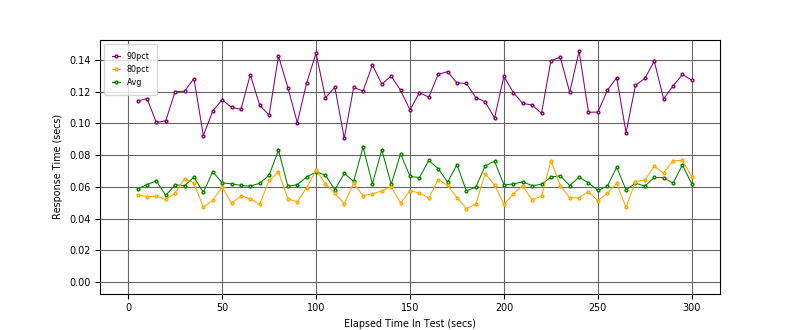 90pct
80pct
Avg
0.14
0.12
0.10
0.08
0.06
0.04
0.02
0.00
Response Time (secs)
0 50 100 150 200 250 300
Elapsed Time In Test (secs)